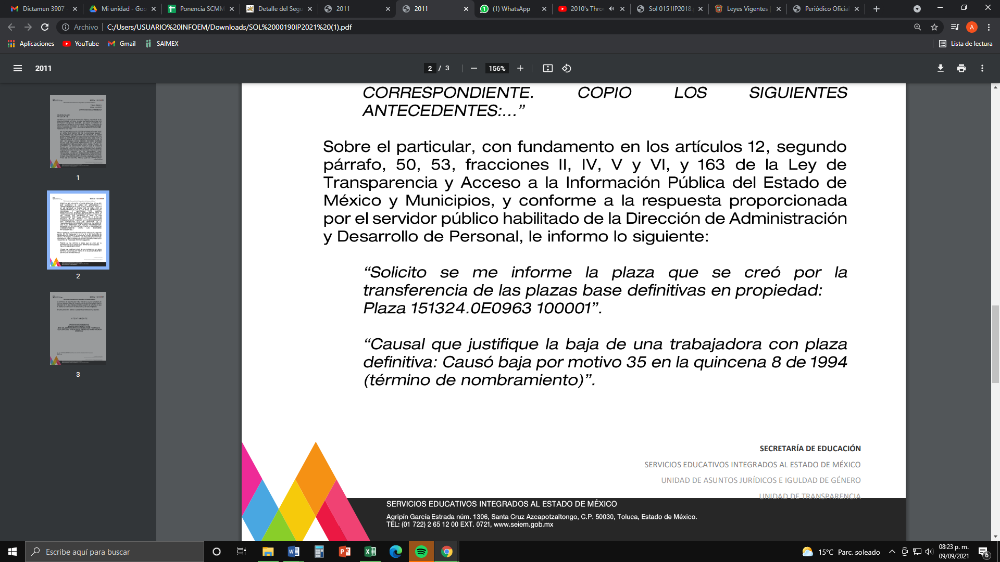 Dictamen 3907
Mi unidad - Goo
Ponencia SCMM
Detalle del Segu
2011
2011
(1) WhatsApp
2010's Thro
Sol 0151IP2018.
Leyes Vigentes |
Periódico Oficial
Archivo C:/Users/USUARIO%20INFOEM/Downloads/SOL%2000190IP2021%20(1).pdf
A
Aplicaciones
YouTube
Gmail
SAIMEX
Lista de lectura
2011
2 / 3
156%
1
2
3
CORRESPONDIENTE. COPIO LOS SIGUIENTES
ANTECEDENTES:...”
Sobre el particular, con fundamento en los artículos 12, segundo
párrafo, 50, 53, fracciones II, IV, V y VI, y 163 de la Ley de
Transparencia y Acceso a la Información Pública del Estado de
México y Municipios, y conforme a la respuesta proporcionada
por el servidor público habilitado de la Dirección de Administración
y Desarrollo de Personal, le informo lo siguiente:
“Solicito se me informe la plaza que se creó por la
transferencia de las plazas base definitivas en propiedad:
Plaza 151324.0E0963 100001”.
“Causal que justifique la baja de una trabajadora con plaza
definitiva: Causó baja por motivo 35 en la quincena 8 de 1994
(término de nombramiento)”.
SECRETARÍA DE EDUCACIÓN
SERVICIOS EDUCATIVOS INTEGRADOS AL ESTADO DE MÉXICO
UNIDAD DE ASUNTOS JURÍDICOS E IGULDAD DE GÉNERO
UNIDAD DE TRANSPARENCIA
SERVICIOS EDUCATIVOS INTEGRADOS AL ESTADO DE MÉXICO
Agripín García Estrada núm. 1306, Santa Cruz Azcapotzaltongo, C.P. 50030, Toluca, Estado de México.
TEL: (01 722) 2 65 12 00 EXT. 0721, www.seiem.gob.mx
Escribe aquí para buscar
15°C Parc. soleado
08:23 p. m.
09/09/2021
6